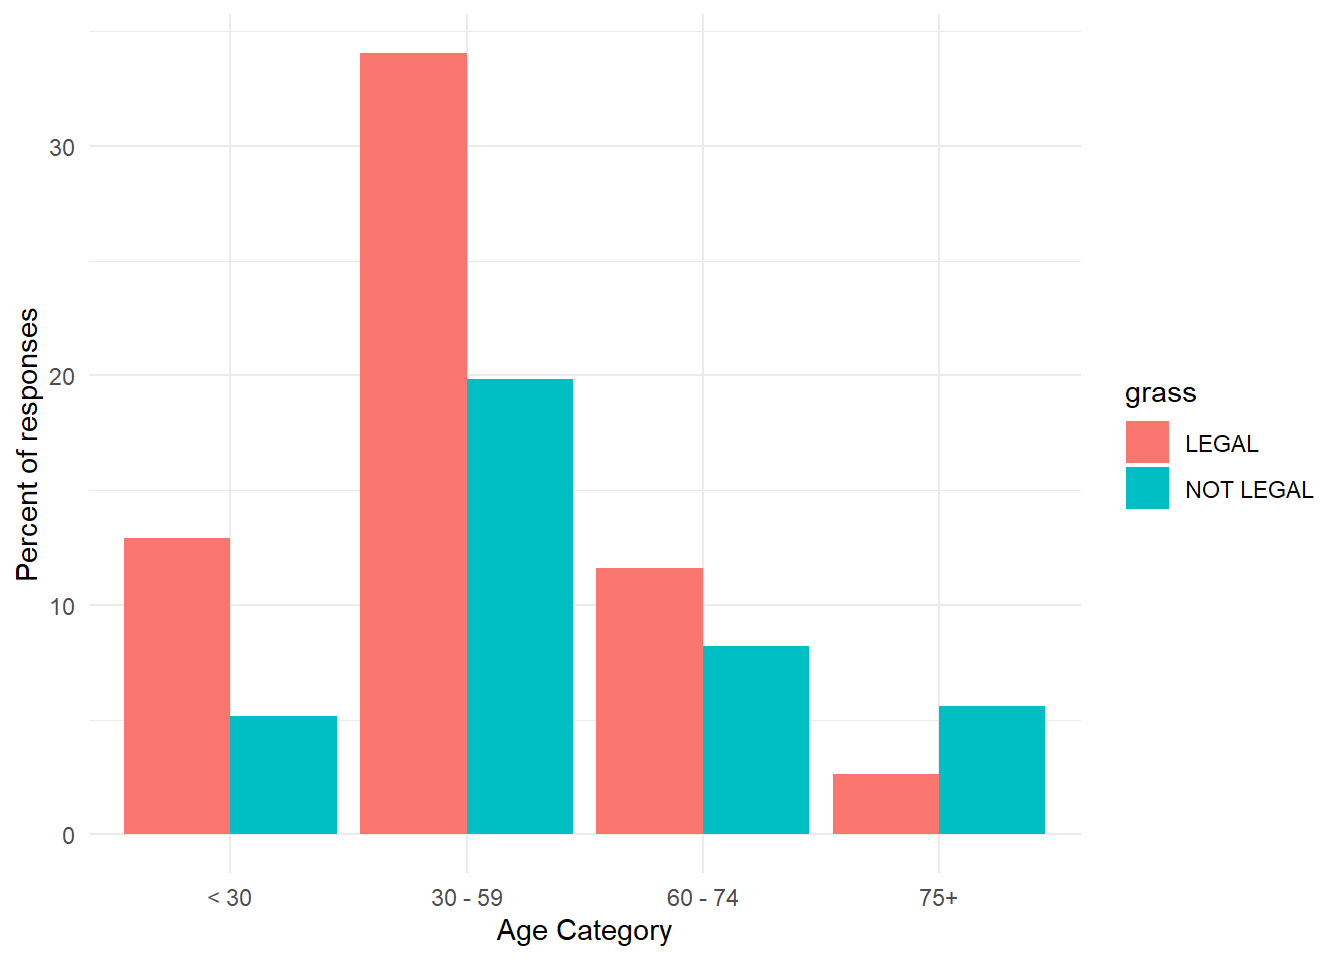 Percent of responses
30
20
10
0
< 30
30 - 59
60 - 74
75+
Age Category
grass
LEGAL
NOT LEGAL